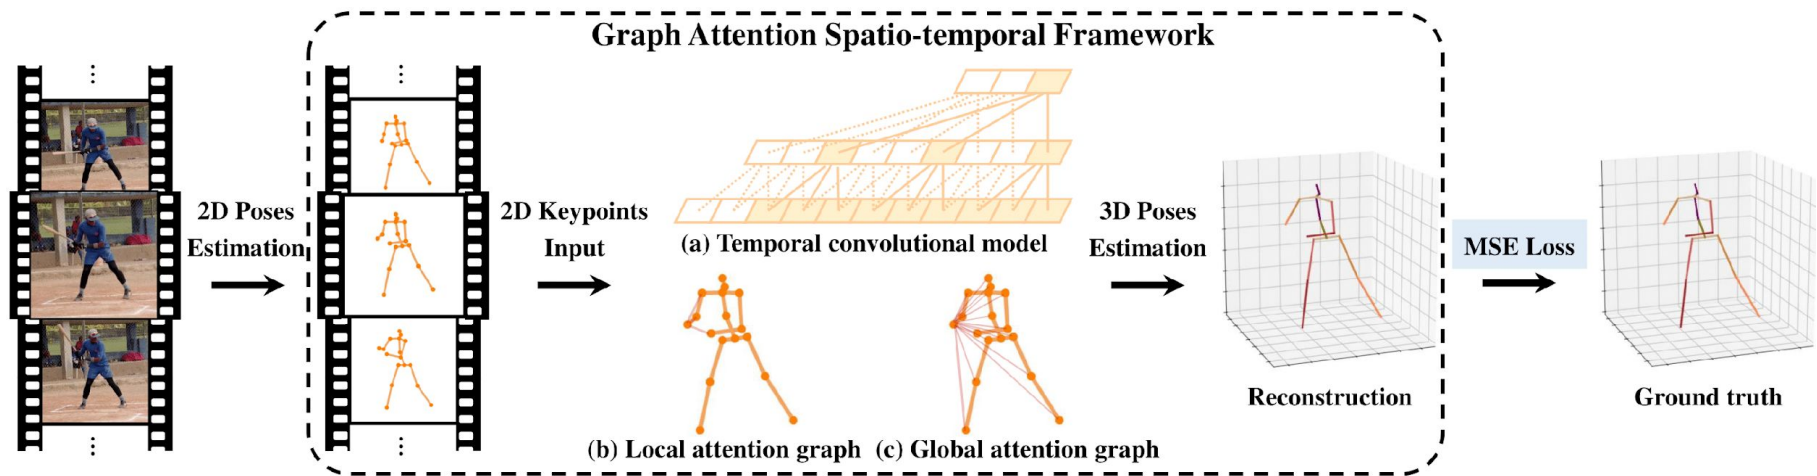 Graph Attention Spatio-temporal Framework
2D Poses
Estimation
2D Keypoints
Input
(a) Temporal convolutional model
(b) Local attention graph
(c) Global attention graph
3D Poses
Estimation
Reconstruction
MSE Loss
Ground truth